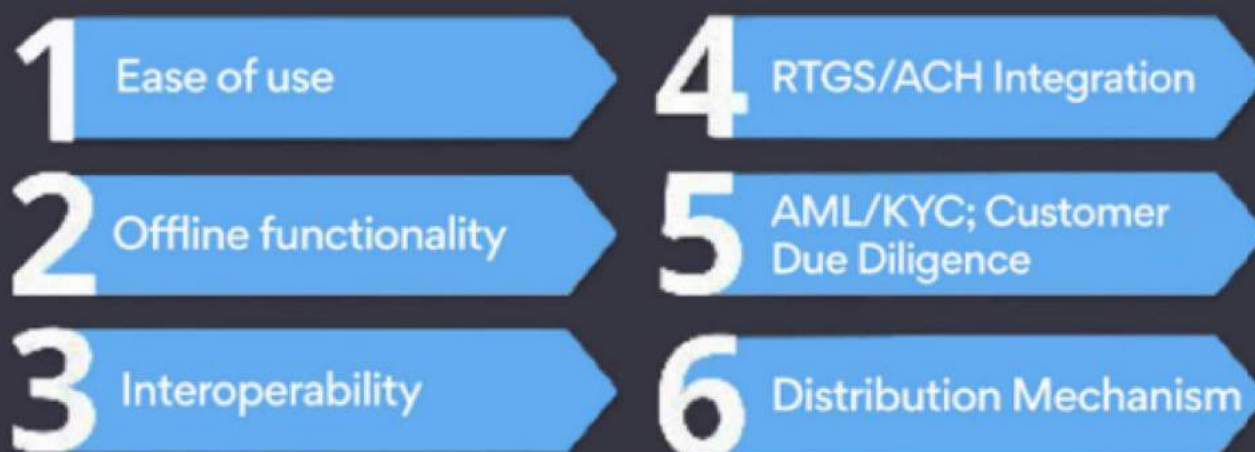 1 Ease of use
2 Offline functionality
3 Interoperability
4 RTGS/ACH Integration
5 AML/KYC; Customer
Due Diligence
6 Distribution Mechanism